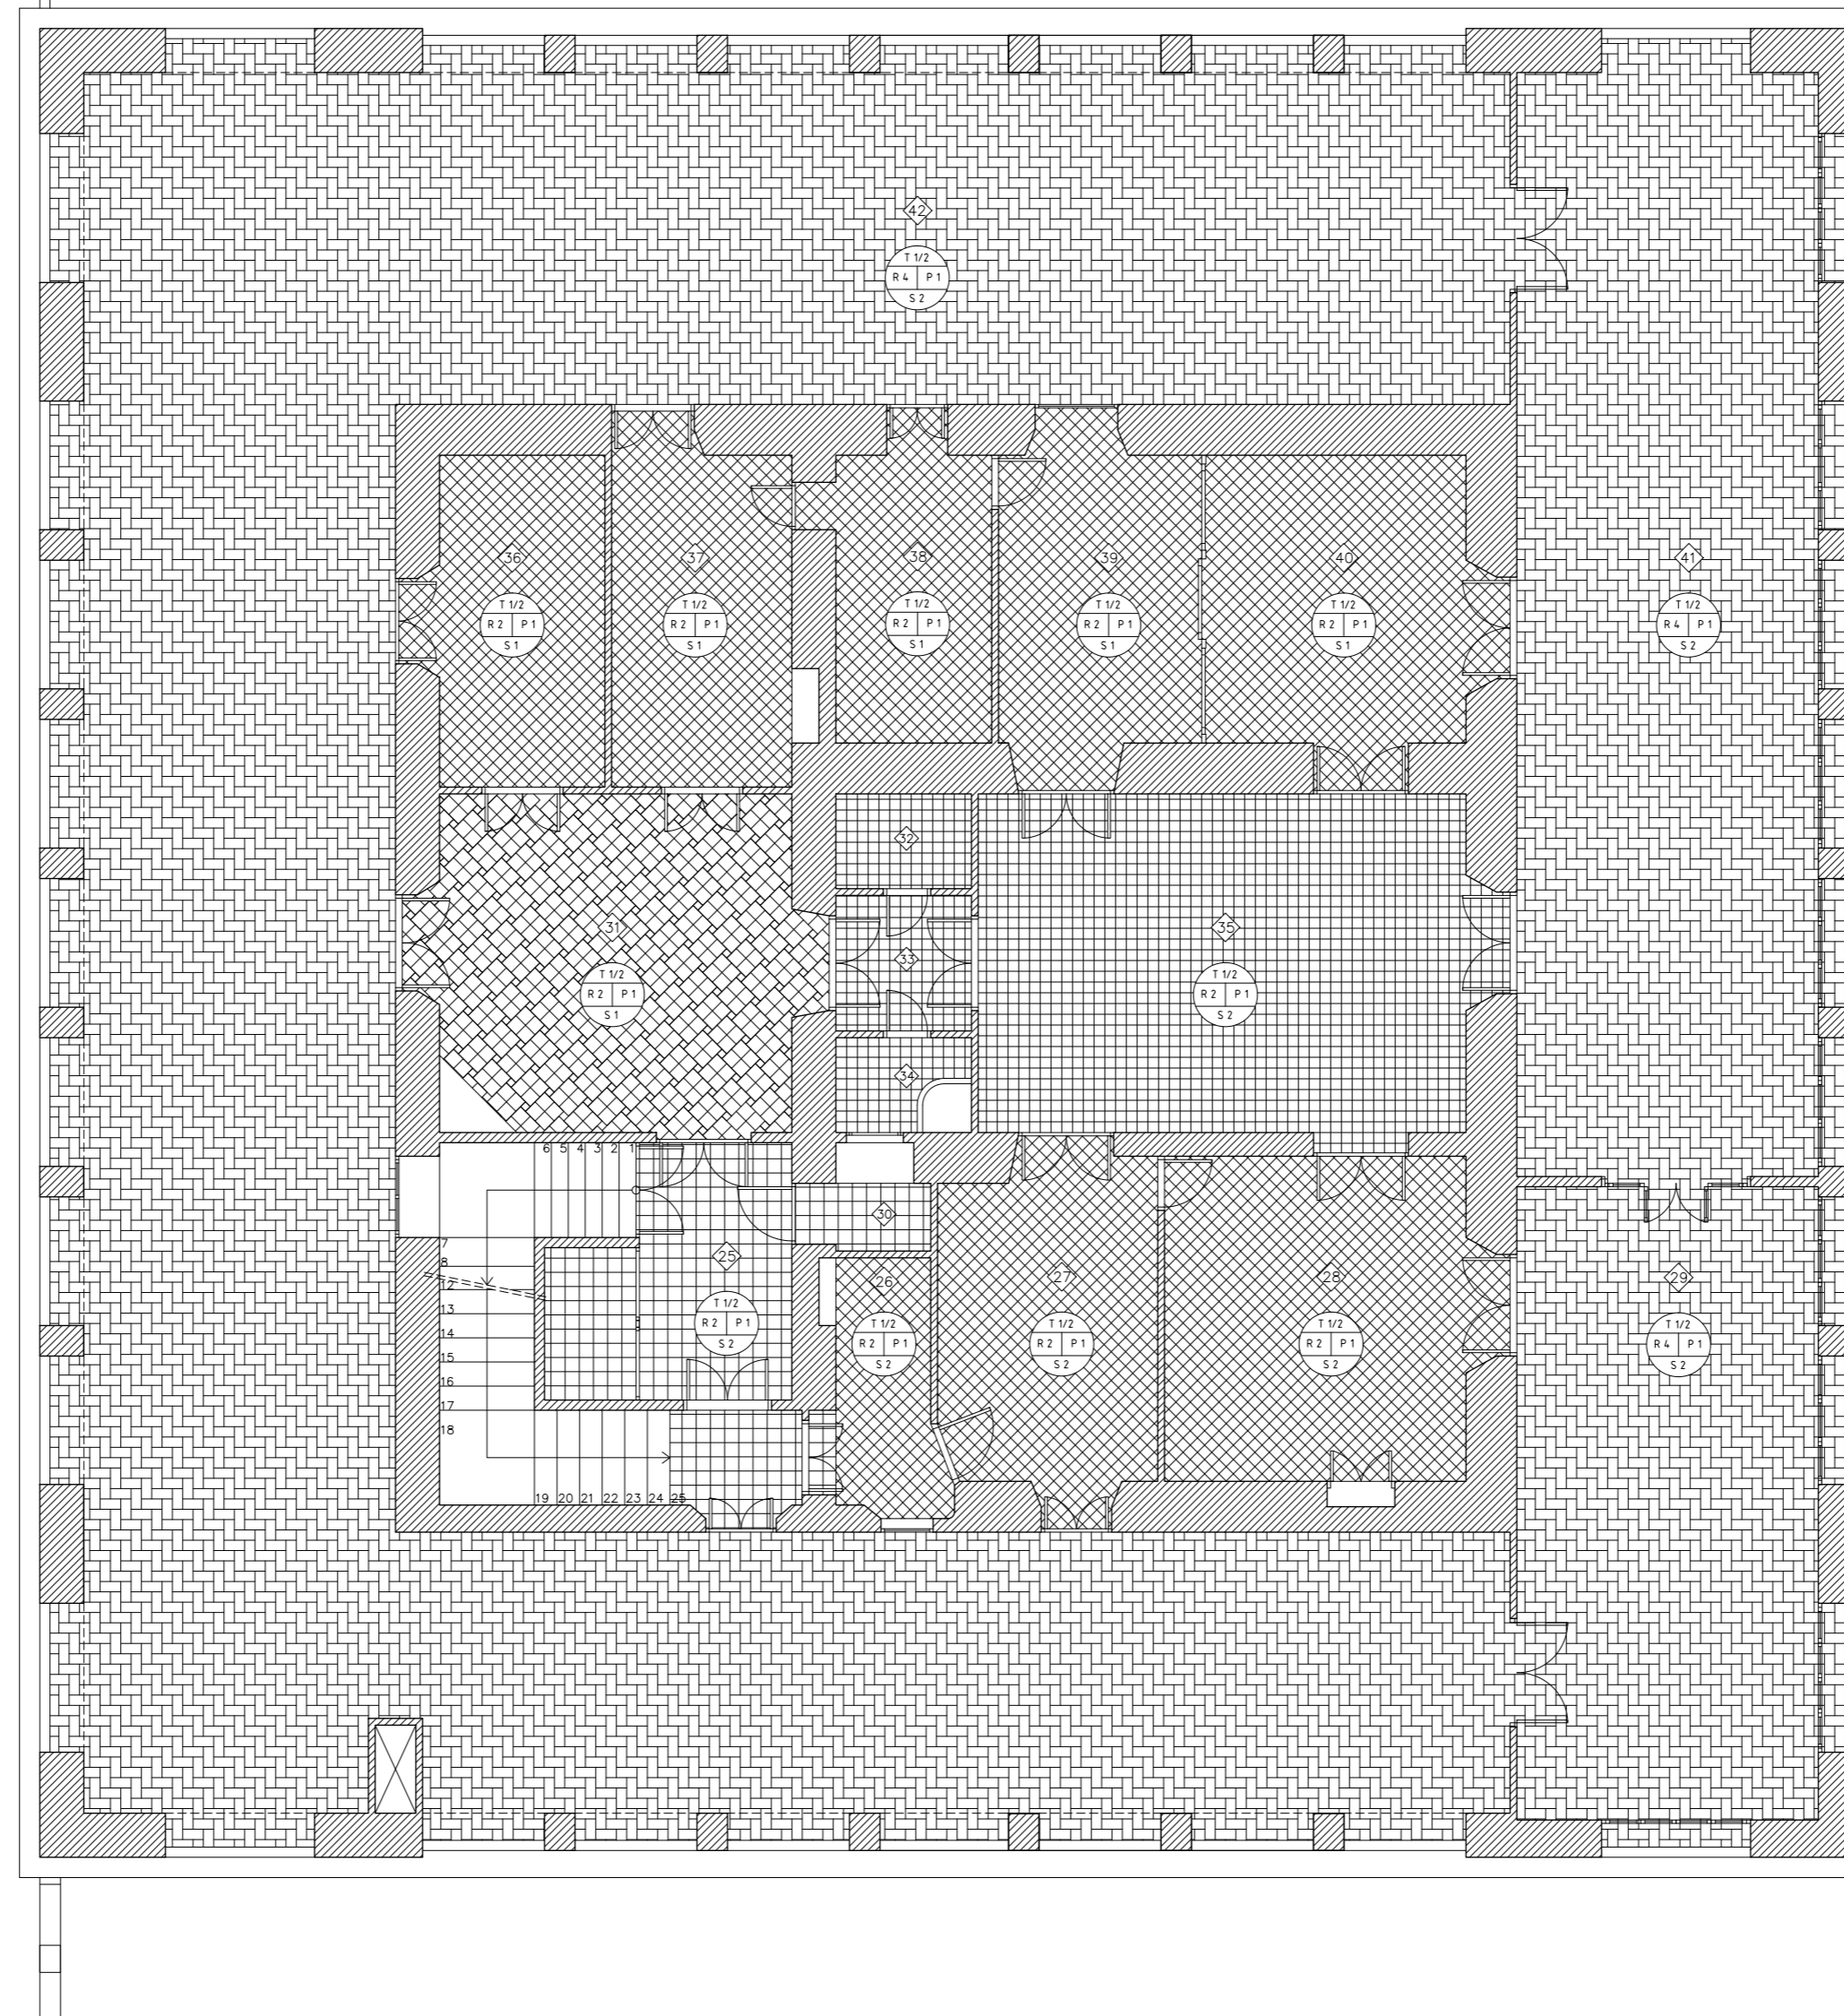 42
T 1/2
R 4 P 1
S 2
36
T 1/2
R 2 P 1
S 1
37
T 1/2
R 2 P 1
S 1
38
T 1/2
R 2 P 1
S 1
39
T 1/2
R 2 P 1
S 1
40
T 1/2
R 2 P 1
S 1
41
T 1/2
R 4 P 1
S 2
32
31
T 1/2
R 2 P 1
S 1
33
35
T 1/2
R 2 P 1
S 2
34
6 5 4 3 2 1
30
7
8
12
13
14
15
16
17
18
25
T 1/2
R 2 P 1
S 2
26
T 1/2
R 2 P 1
S 2
27
T 1/2
R 2 P 1
S 2
28
T 1/2
R 2 P 1
S 2
29
T 1/2
R 4 P 1
S 2
19 20 21 22 23 24 25